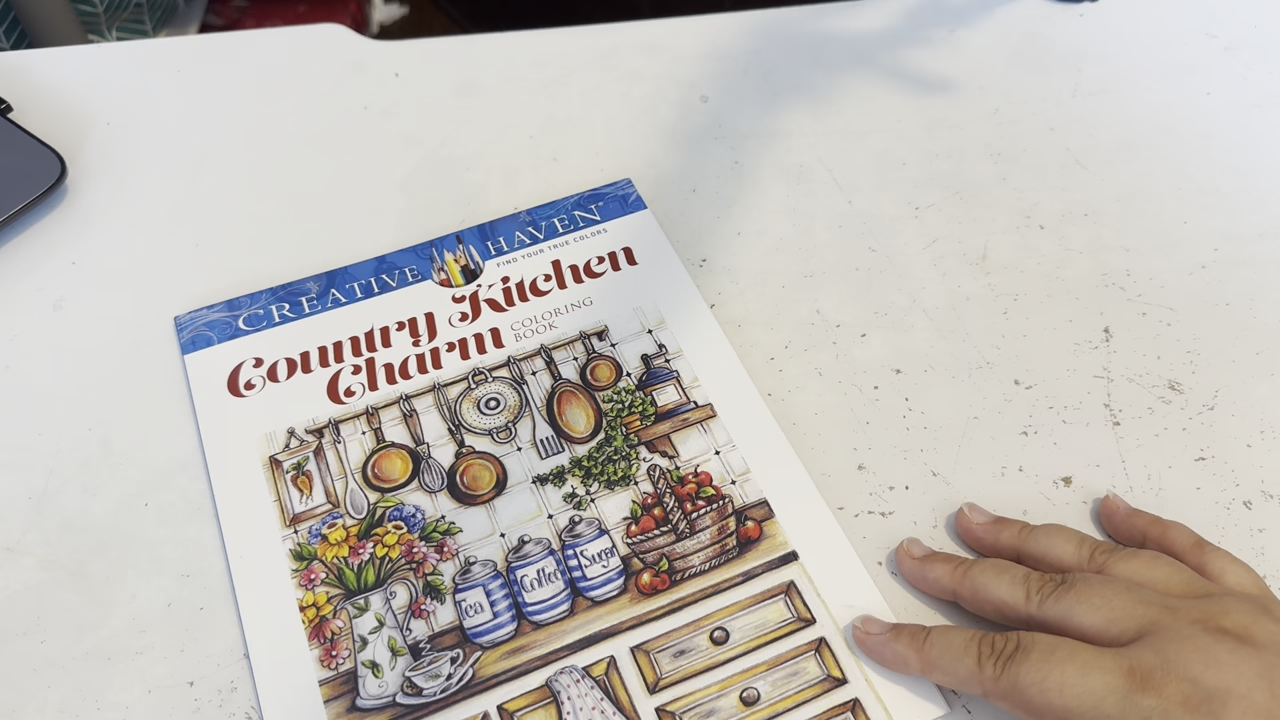 CREATIVE HAVEN
FIND YOUR TRUE COLORS
Country Kitchen
Charm COLORING
BOOK
Tea
Coffee
Sugar